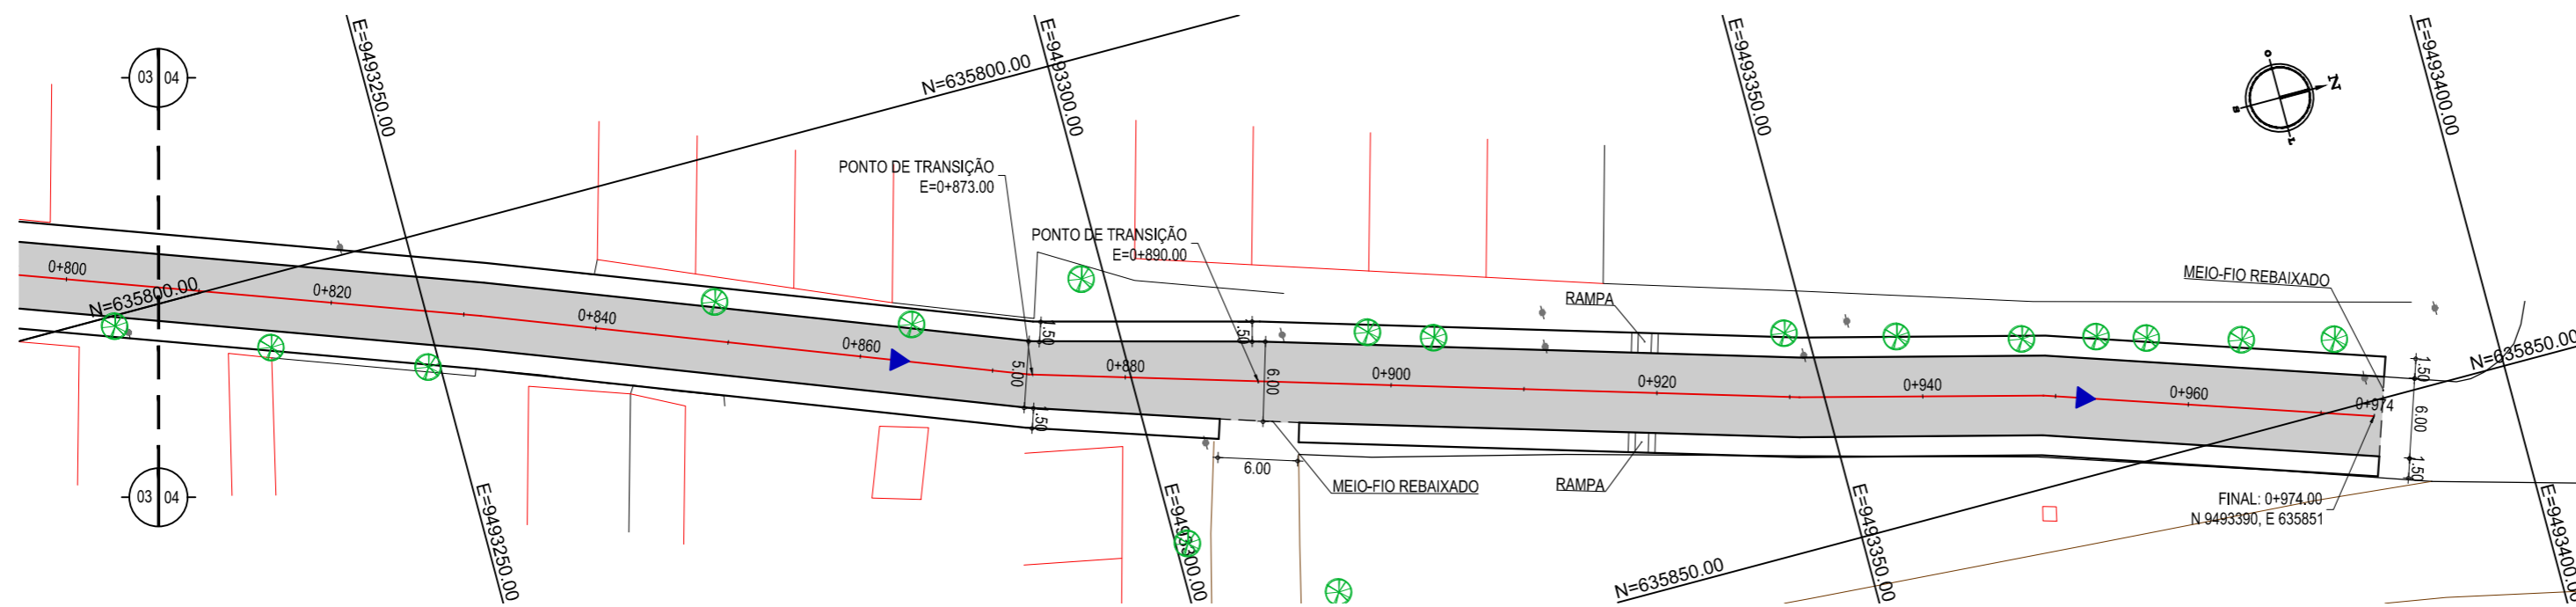 03 04
E=9493250.00
E=9493300.00
E=9493350.00
E=9493400.00
N=635800.00
O
N
S
L
PONTO DE TRANSIÇÃO
E=0+873.00
PONTO DE TRANSIÇÃO
E=0+890.00
MEIO-FIO REBAIXADO
RAMPA
N=635800.00
0+800
0+820
0+840
0+860
0+880
0+900
0+920
0+940
0+960
0+974
1.50
5.00
1.50
.50
6.00
6.00
1.50
6.00
1.50
N=635850.00
MEIO-FIO REBAIXADO
RAMPA
FINAL: 0+974.00
N 9493390, E 635851
03 04
E=9493250.00
E=9493300.00
N=635850.00
E=9493350.00
E=9493400.00